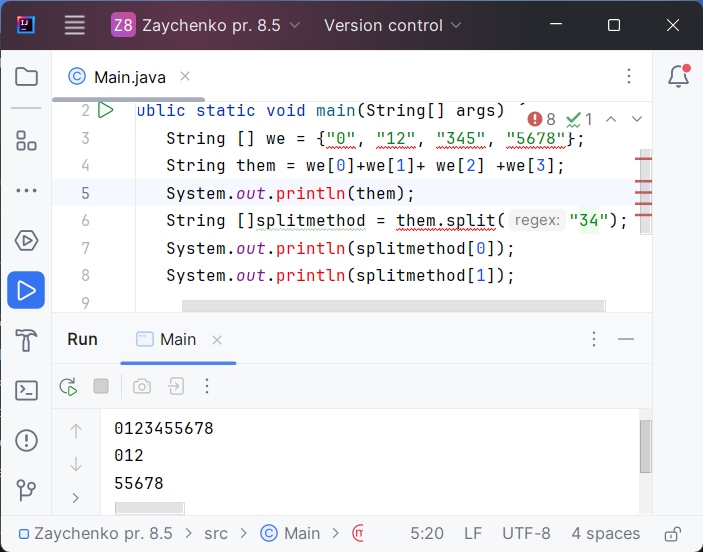 Z8 Zaychenko pr. 8.5 Version control
Main.java
8 1
2 ublic static void main(String[] args) {
3 String [] we = {"0", "12", "345", "5678"};
4 String them = we[0]+we[1]+ we[2] +we[3];
5 System.out.println(them);
6 String []splitmethod = them.split( regex: "34");
7 System.out.println(splitmethod[0]);
8 System.out.println(splitmethod[1]);
9
Run Main
0123455678
012
55678
Zaychenko pr. 8.5 > src > Main > m 5:20 LF UTF-8 4 spaces